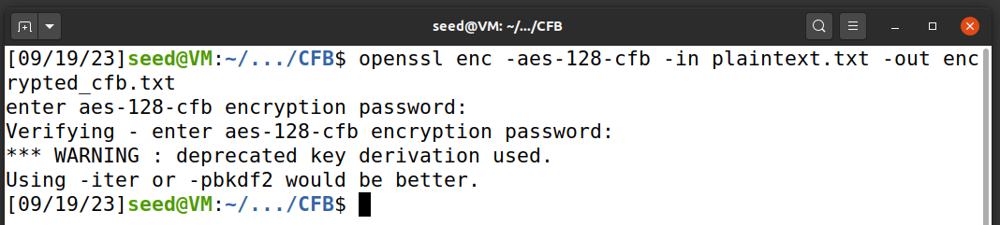 seed@VM: ~/.../CFB
[09/19/23]seed@VM:~/.../CFB$ openssl enc -aes-128-cfb -in plaintext.txt -out enc
rypted_cfb.txt
enter aes-128-cfb encryption password:
Verifying - enter aes-128-cfb encryption password:
*** WARNING : deprecated key derivation used.
Using -iter or -pbkdf2 would be better.
[09/19/23]seed@VM:~/.../CFB$